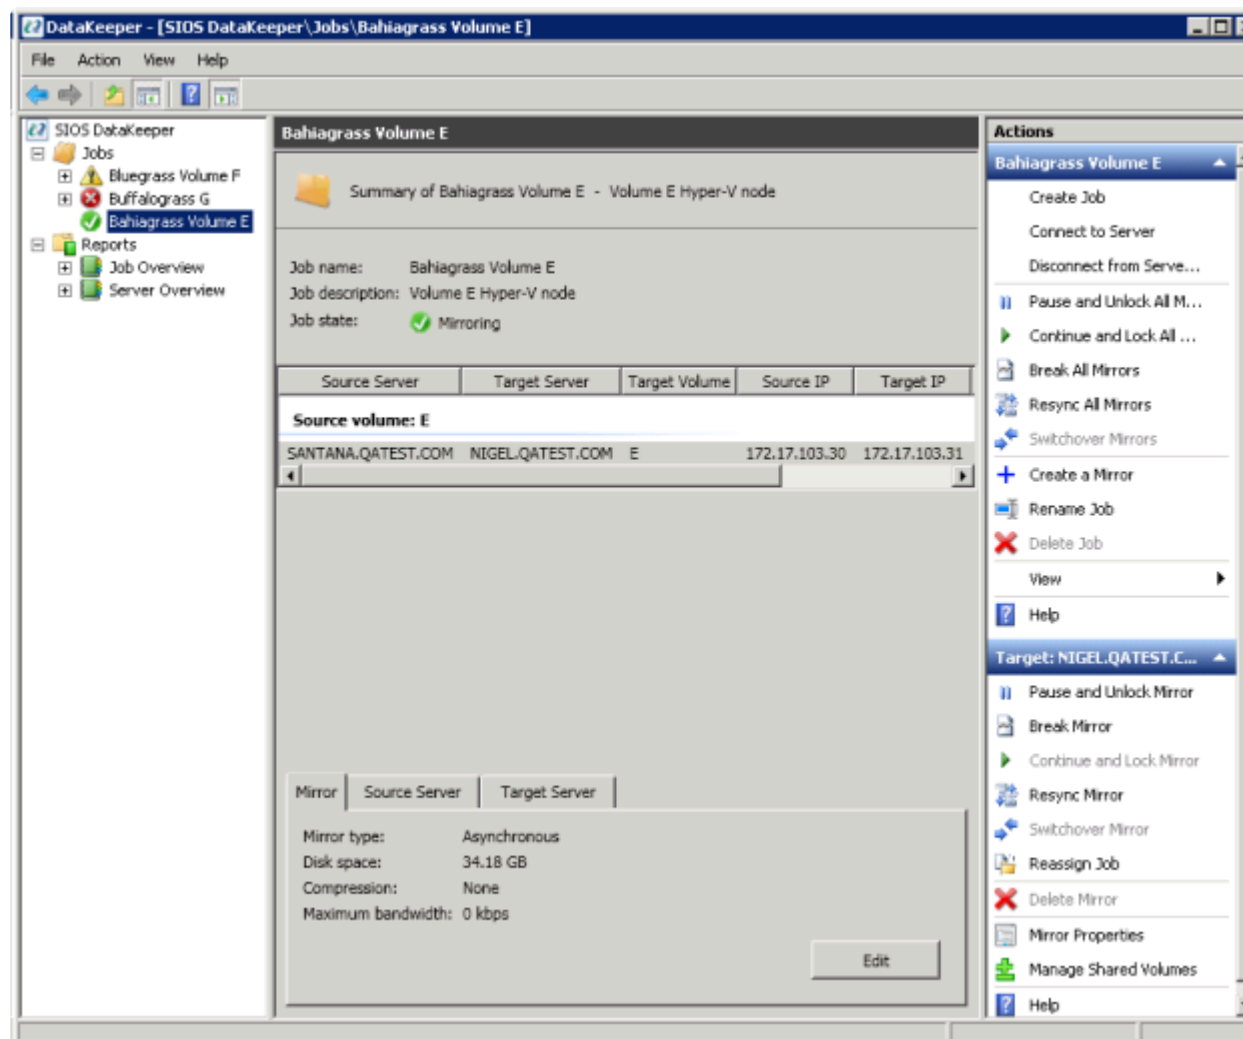 DataKeeper - [SIOS DataKeeper\Jobs\Bahiagrass Volume E]
File Action View Help
SIOS DataKeeper
Jobs
Bluegrass Volume F
Buffalograss G
Bahiagrass Volume E
Reports
Job Overview
Server Overview
Bahiagrass Volume E
Summary of Bahiagrass Volume E - Volume E Hyper-V node
Job name: Bahiagrass Volume E
Job description: Volume E Hyper-V node
Job state: Mirroring
Source Server Target Server Target Volume Source IP Target IP
Source volume: E
SANTANA.QATEST.COM NIGEL.QATEST.COM E 172.17.103.30 172.17.103.31
Mirror Source Server Target Server
Mirror type: Asynchronous
Disk space: 34.18 GB
Compression: None
Maximum bandwidth: 0 kbps
Edit
Actions
Bahiagrass Volume E
Create Job
Connect to Server
Disconnect from Serve...
Pause and Unlock All M...
Continue and Lock All ...
Break All Mirrors
Resync All Mirrors
Switchover Mirrors
Create a Mirror
Rename Job
Delete Job
View
Help
Target: NIGEL.QATEST.C...
Pause and Unlock Mirror
Break Mirror
Continue and Lock Mirror
Resync Mirror
Switchover Mirror
Reassign Job
Delete Mirror
Mirror Properties
Manage Shared Volumes
Help